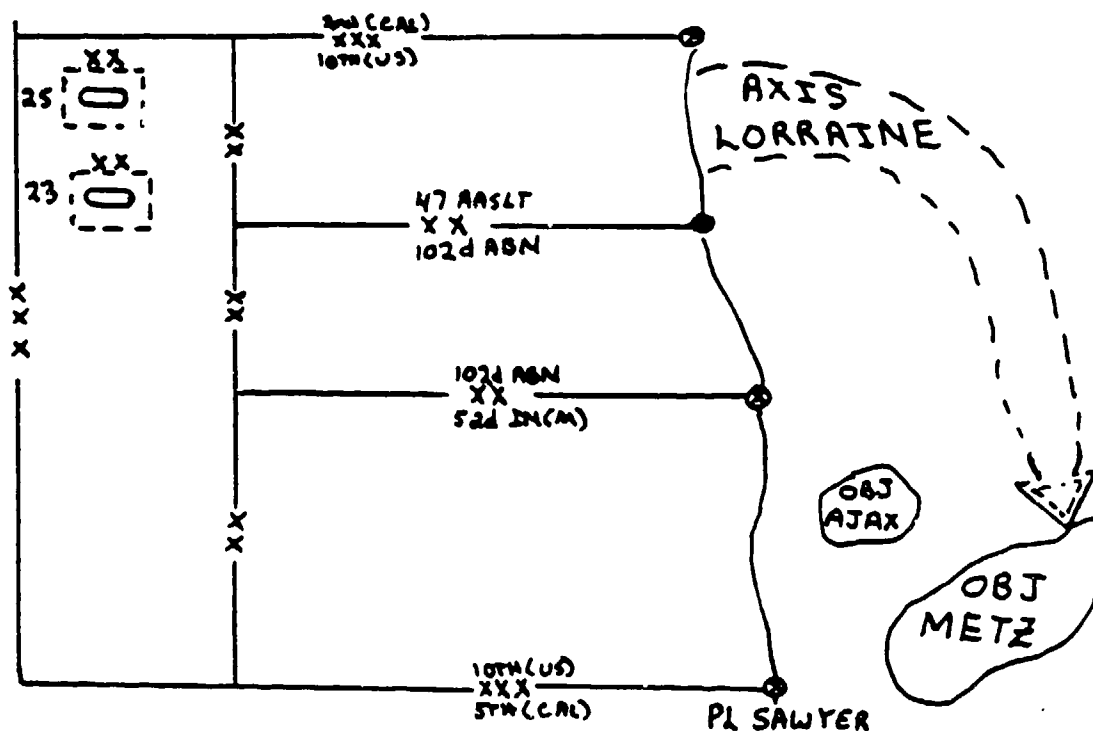 2nd (CAL)
XXX
10TH(US)
XX
25
XX
23
XX
AXIS
LORRAINE
47 AASLT
XX
102d ABN
XXX
XX
102d ABN
XX
52d IN(M)
OBJ
AJAX
XX
OBJ
METZ
10TH(US)
XXX
5TH(CAL)
PL SAWYER